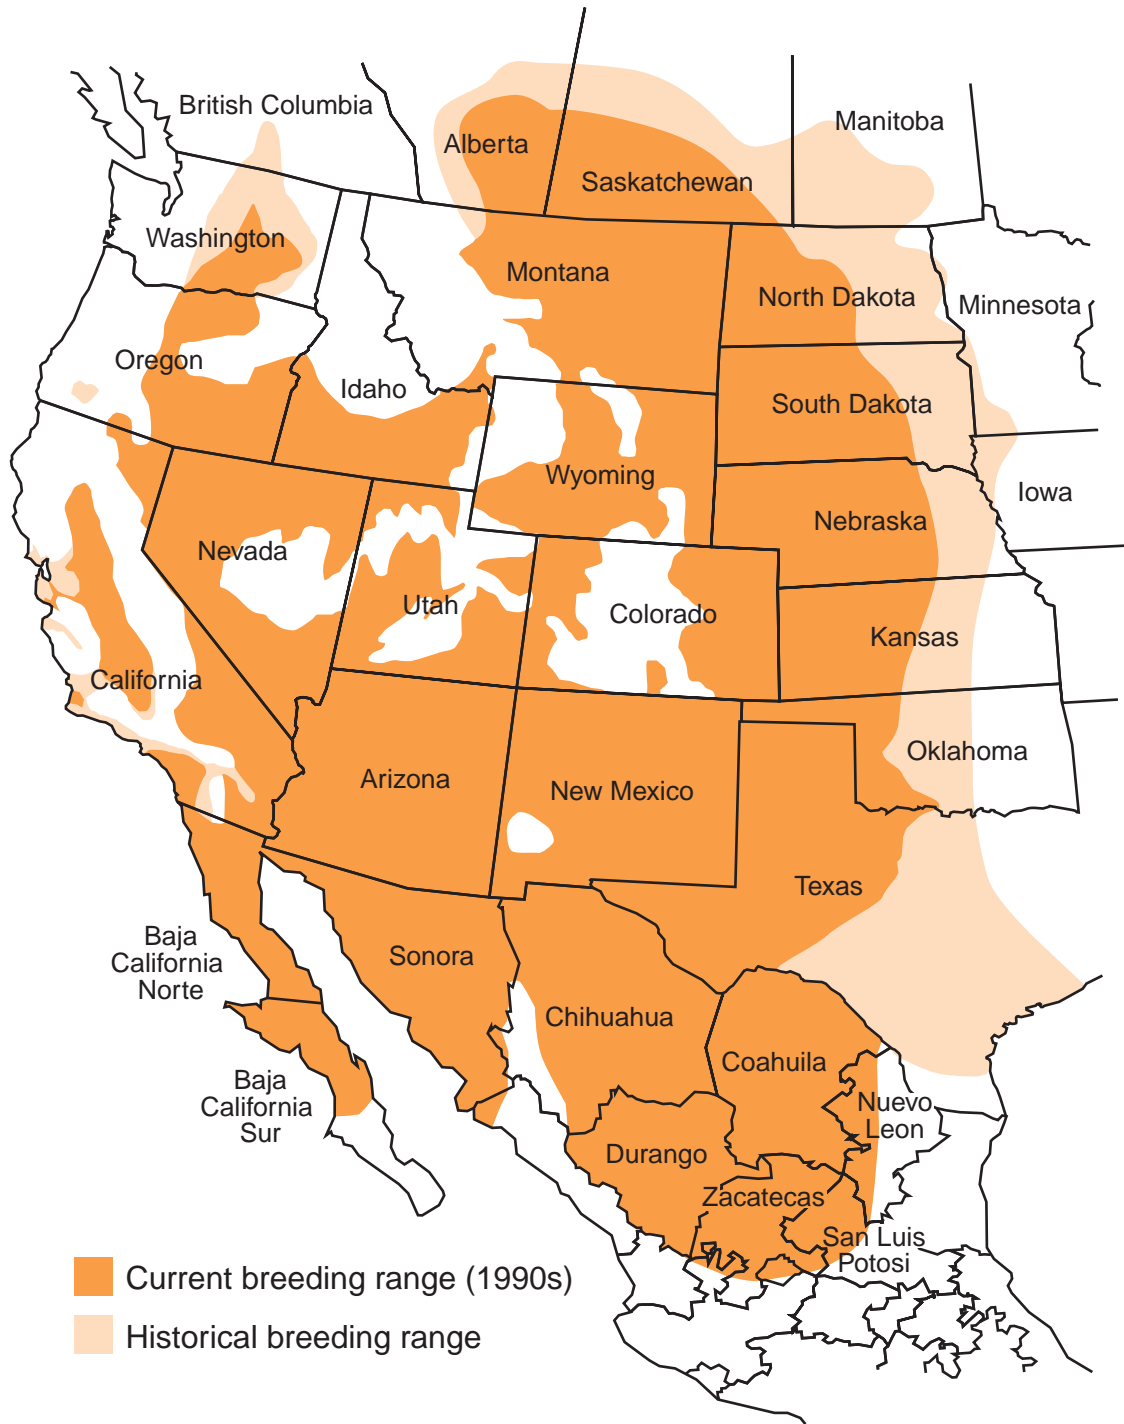 British Columbia
Alberta
Manitoba
Saskatchewan
Washington
Montana
North Dakota
Minnesota
Oregon
Idaho
South Dakota
Wyoming
Iowa
Nebraska
Nevada
Utah
Colorado
Kansas
California
Oklahoma
Arizona
New Mexico
Texas
Baja
California
Norte
Sonora
Chihuahua
Coahuila
Baja
California
Sur
Nuevo
Leon
Durango
Zacatecas
San Luis
Potosi
Current breeding range (1990s)
Historical breeding range